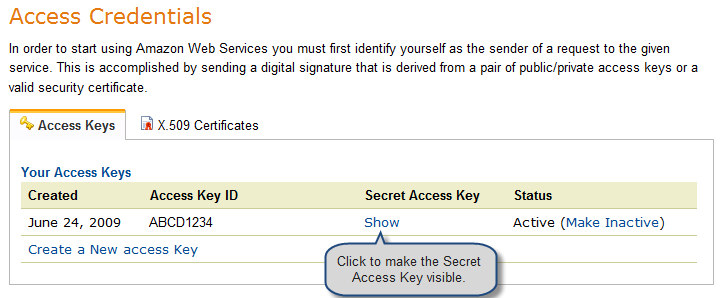 Access Credentials
In order to start using Amazon Web Services you must first identify yourself as the sender of a request to the given
service. This is accomplished by sending a digital signature that is derived from a pair of public/private access keys or a
valid security certificate.
Access Keys X.509 Certificates
Your Access Keys
Created Access Key ID Secret Access Key Status
June 24, 2009 ABCD1234 Show Active (Make Inactive)
Create a New access Key
Click to make the Secret
Access Key visible.